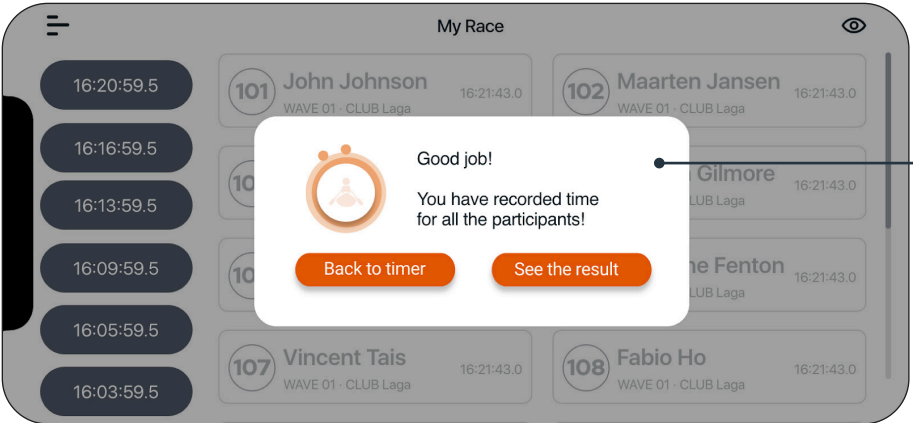 My Race
16:20:59.5
16:16:59.5
16:13:59.5
16:09:59.5
16:05:59.5
16:03:59.5
101 John Johnson 16:21:43.0
WAVE 01 · CLUB Laga
102 Maarten Jansen 16:21:43.0
WAVE 01 · CLUB Laga
10
Gilmore 16:21:43.0
LUB Laga
10
ne Fenton 16:21:43.0
LUB Laga
107 Vincent Tais 16:21:43.0
WAVE 01 · CLUB Laga
108 Fabio Ho 16:21:43.0
WAVE 01 · CLUB Laga
Good job!
You have recorded time
for all the participants!
Back to timer
See the result